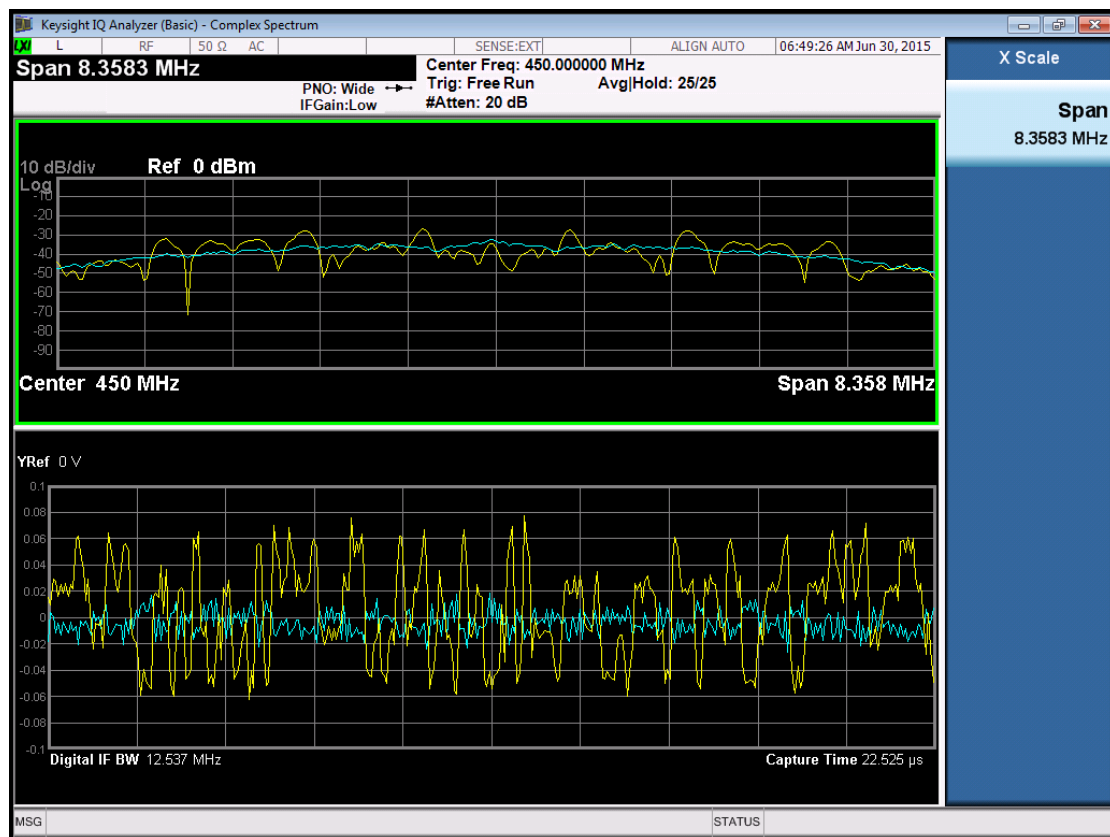 Keysight IQ Analyzer (Basic) - Complex Spectrum
LXI L RF 50 Ω AC SENSE:EXT ALIGN AUTO 06:49:26 AM Jun 30, 2015
Span 8.3583 MHz
Center Freq: 450.000000 MHz
PNO: Wide Trig: Free Run Avg|Hold: 25/25
IFGain:Low #Atten: 20 dB
X Scale
Span
8.3583 MHz
10 dB/div Ref 0 dBm
Log
-10
-20
-30
-40
-50
-60
-70
-80
-90
Center 450 MHz Span 8.358 MHz
YRef 0 V
0.1
0.08
0.06
0.04
0.02
0
-0.02
-0.04
-0.06
-0.08
-0.1
Digital IF BW 12.537 MHz Capture Time 22.525 µs
MSG STATUS